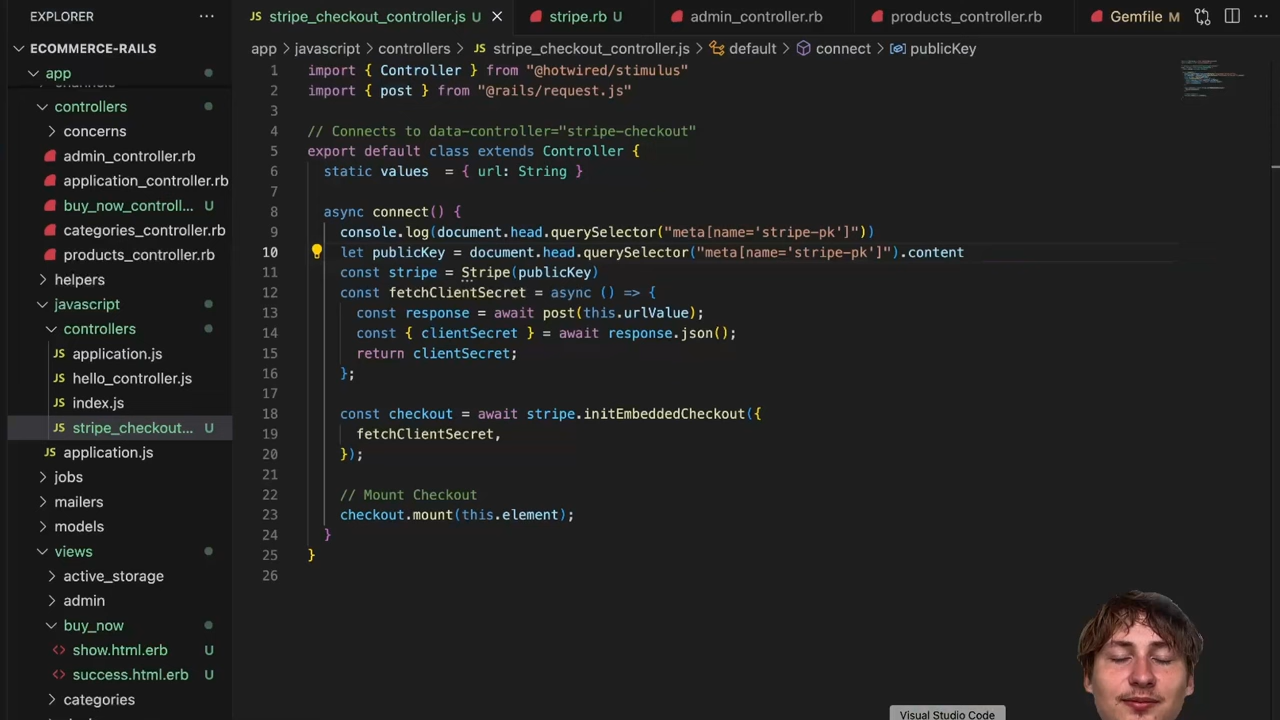 EXPLORER
ECOMMERCE-RAILS
app
controllers
concerns
admin_controller.rb
application_controller.rb
buy_now_controll... U
categories_controller.rb
products_controller.rb
helpers
javascript
controllers
application.js
hello_controller.js
index.js
stripe_checkout... U
application.js
jobs
mailers
models
views
active_storage
admin
buy_now
show.html.erb U
success.html.erb U
categories
stripe_checkout_controller.js U stripe.rb U admin_controller.rb products_controller.rb Gemfile M
app > javascript > controllers > stripe_checkout_controller.js > default > connect > publicKey
1 import { Controller } from "@hotwired/stimulus"
2 import { post } from "@rails/request.js"
3
4 // Connects to data-controller="stripe-checkout"
5 export default class extends Controller {
6 static values  = { url: String }
7
8 async connect() {
9 console.log(document.head.querySelector("meta[name='stripe-pk']"))
10 let publicKey = document.head.querySelector("meta[name='stripe-pk']").content
11 const stripe = Stripe(publicKey)
12 const fetchClientSecret = async () => {
13 const response = await post(this.urlValue);
14 const { clientSecret } = await response.json();
15 return clientSecret;
16 };
17
18 const checkout = await stripe.initEmbeddedCheckout({
19 fetchClientSecret,
20 });
21
22 // Mount Checkout
23 checkout.mount(this.element);
24 }
25 }
26
Visual Studio Code